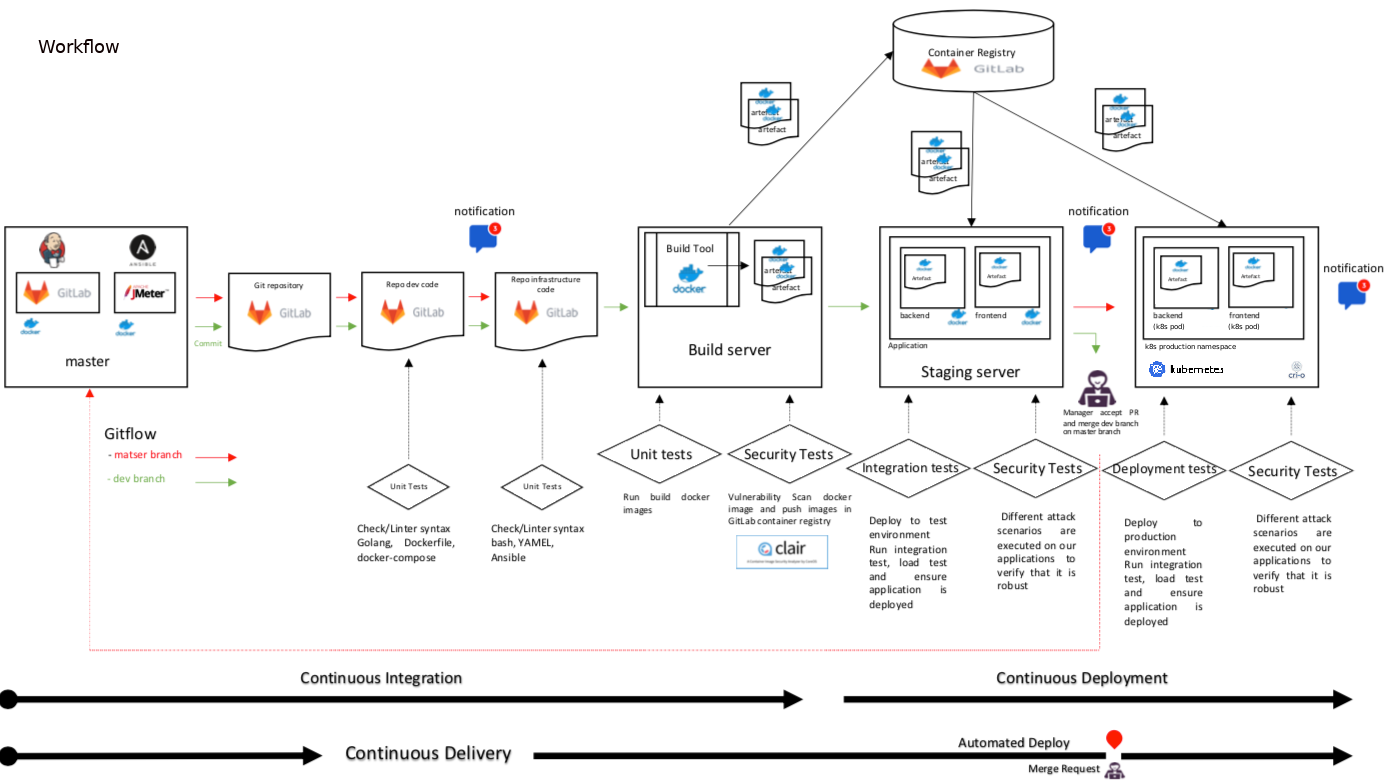 Workflow
Container Registry
GitLab
docker
artefact
docker
artefact
docker
artefact
docker
artefact
docker
artefact
docker
artefact
notification
3
notification
3
notification
3
ANSIBLE
GitLab
JMeter
docker
docker
master
Commit
Git repository
GitLab
Repo dev code
GitLab
Repo infrastructure
code
GitLab
Build Tool
docker
artefact
docker
artefact
Build server
docker
Artefact
docker
Artefact
backend
docker
frontend
docker
Application
Staging server
docker
Artefact
docker
Artefact
backend
(k8s pod)
frontend
(k8s pod)
k8s production namespace
kubernetes
cri-o
Manager accept PR
and merge dev branch
on master branch
Gitflow
- matser branch
- dev branch
Unit Tests
Check/Linter syntax
Golang, Dockerfile,
docker-compose
Unit Tests
Check/Linter syntax
bash, YAMEL,
Ansible
Unit tests
Run build docker
images
Security Tests
Vulnerability Scan docker
image and push images in
GitLab container registry
clair
Integration tests
Deploy to test
environment
Run integration
test, load test
and ensure
application is
deployed
Security Tests
Different attack
scenarios are
executed on our
applications to
verify that it is
robust
Deployment tests
Deploy to
production
environment
Run integration
test, load test
and ensure
application is
deployed
Security Tests
Different attack
scenarios are
executed on our
applications to
verify that it is
robust
Continuous Integration
Continuous Deployment
Continuous Delivery
Automated Deploy
Merge Request